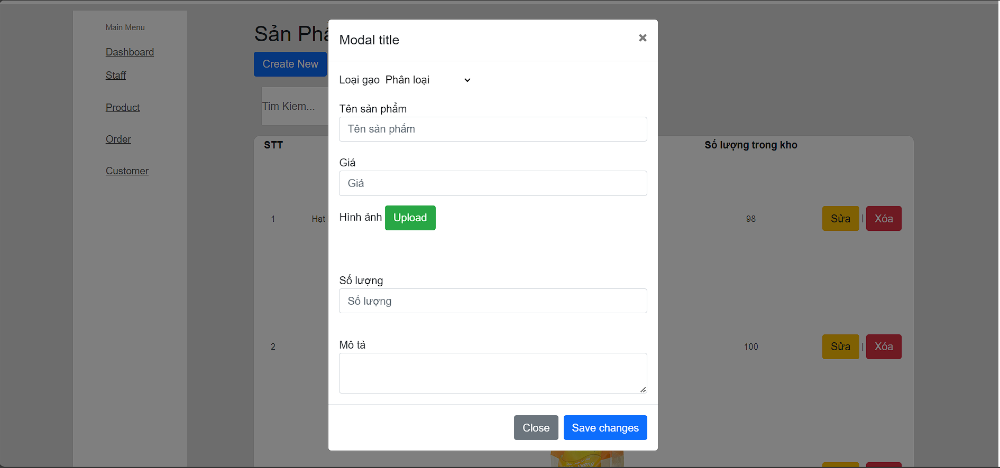 Main Menu
Dashboard
Staff
Product
Order
Customer
Sản Ph
Create New
Tim Kiem...
STT
Số lượng trong kho
1
Hạt
98
Sửa | Xóa
2
100
Sửa | Xóa
Modal title
×
Loại gạo Phân loại
Tên sản phẩm
Tên sản phẩm
Giá
Giá
Hình ảnh Upload
Số lượng
Số lượng
Mô tả
Close Save changes